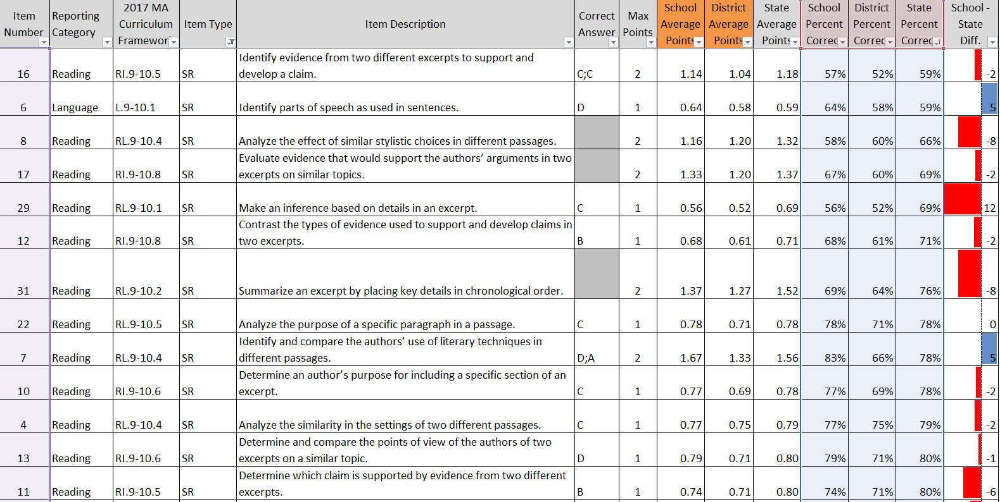 Item Number | Reporting Category | 2017 MA Curriculum Framewor | Item Type | Item Description | Correct Answer | Max Points | School Average Points | District Average Points | State Average Points | School Percent Correc | District Percent Correc | State Percent Correc | School - State Diff.
16 | Reading | RI.9-10.5 | SR | Identify evidence from two different excerpts to support and develop a claim. | C;C | 2 | 1.14 | 1.04 | 1.18 | 57% | 52% | 59% | -2
6 | Language | L.9-10.1 | SR | Identify parts of speech as used in sentences. | D | 1 | 0.64 | 0.58 | 0.59 | 64% | 58% | 59% | 5
8 | Reading | RL.9-10.4 | SR | Analyze the effect of similar stylistic choices in different passages. | | 2 | 1.16 | 1.20 | 1.32 | 58% | 60% | 66% | -8
17 | Reading | RI.9-10.8 | SR | Evaluate evidence that would support the authors’ arguments in two excerpts on similar topics. | | 2 | 1.33 | 1.20 | 1.37 | 67% | 60% | 69% | -2
29 | Reading | RL.9-10.1 | SR | Make an inference based on details in an excerpt. | C | 1 | 0.56 | 0.52 | 0.69 | 56% | 52% | 69% | -12
12 | Reading | RI.9-10.8 | SR | Contrast the types of evidence used to support and develop claims in two excerpts. | B | 1 | 0.68 | 0.61 | 0.71 | 68% | 61% | 71% | -2
31 | Reading | RL.9-10.2 | SR | Summarize an excerpt by placing key details in chronological order. | | 2 | 1.37 | 1.27 | 1.52 | 69% | 64% | 76% | -8
22 | Reading | RL.9-10.5 | SR | Analyze the purpose of a specific paragraph in a passage. | C | 1 | 0.78 | 0.71 | 0.78 | 78% | 71% | 78% | 0
7 | Reading | RL.9-10.4 | SR | Identify and compare the authors’ use of literary techniques in different passages. | D;A | 2 | 1.67 | 1.33 | 1.56 | 83% | 66% | 78% | 5
10 | Reading | RI.9-10.6 | SR | Determine an author’s purpose for including a specific section of an excerpt. | C | 1 | 0.77 | 0.69 | 0.78 | 77% | 69% | 78% | -2
4 | Reading | RL.9-10.4 | SR | Analyze the similarity in the settings of two different passages. | C | 1 | 0.77 | 0.75 | 0.79 | 77% | 75% | 79% | -2
13 | Reading | RI.9-10.6 | SR | Determine and compare the points of view of the authors of two excerpts on a similar topic. | D | 1 | 0.79 | 0.71 | 0.80 | 79% | 71% | 80% | -1
11 | Reading | RI.9-10.5 | SR | Determine which claim is supported by evidence from two different excerpts. | B | 1 | 0.74 | 0.71 | 0.80 | 74% | 71% | 80% | -6